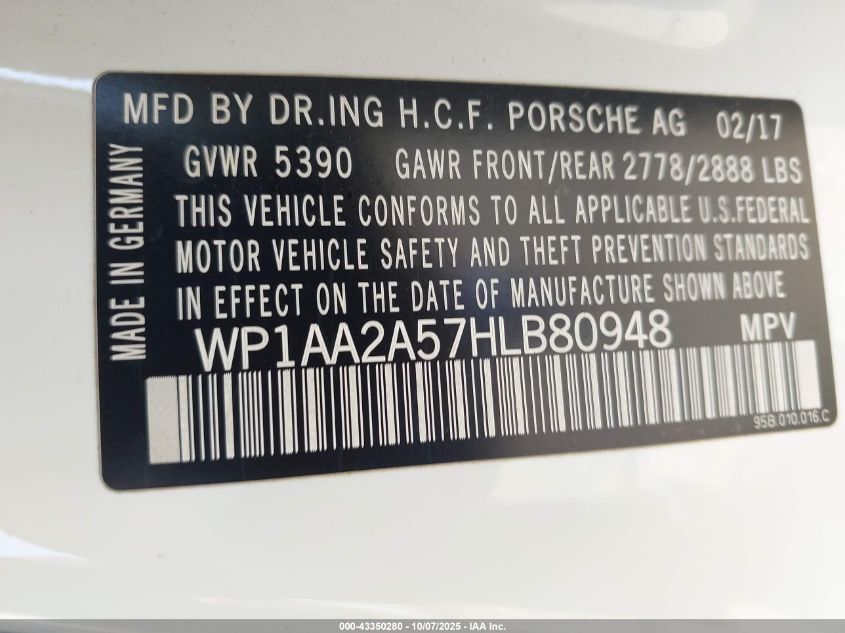 MFD BY DR.ING H.C.F. PORSCHE AG 02/17
GVWR 5390 GAWR FRONT/REAR 2778/2888 LBS
THIS VEHICLE CONFORMS TO ALL APPLICABLE U.S.FEDERAL
MOTOR VEHICLE SAFETY AND THEFT PREVENTION STANDARDS
IN EFFECT ON THE DATE OF MANUFACTURE SHOWN ABOVE
WP1AA2A57HLB80948 MPV
MADE IN GERMANY
95B.010.016.C
000-43350280 - 10/07/2025 - IAA Inc.